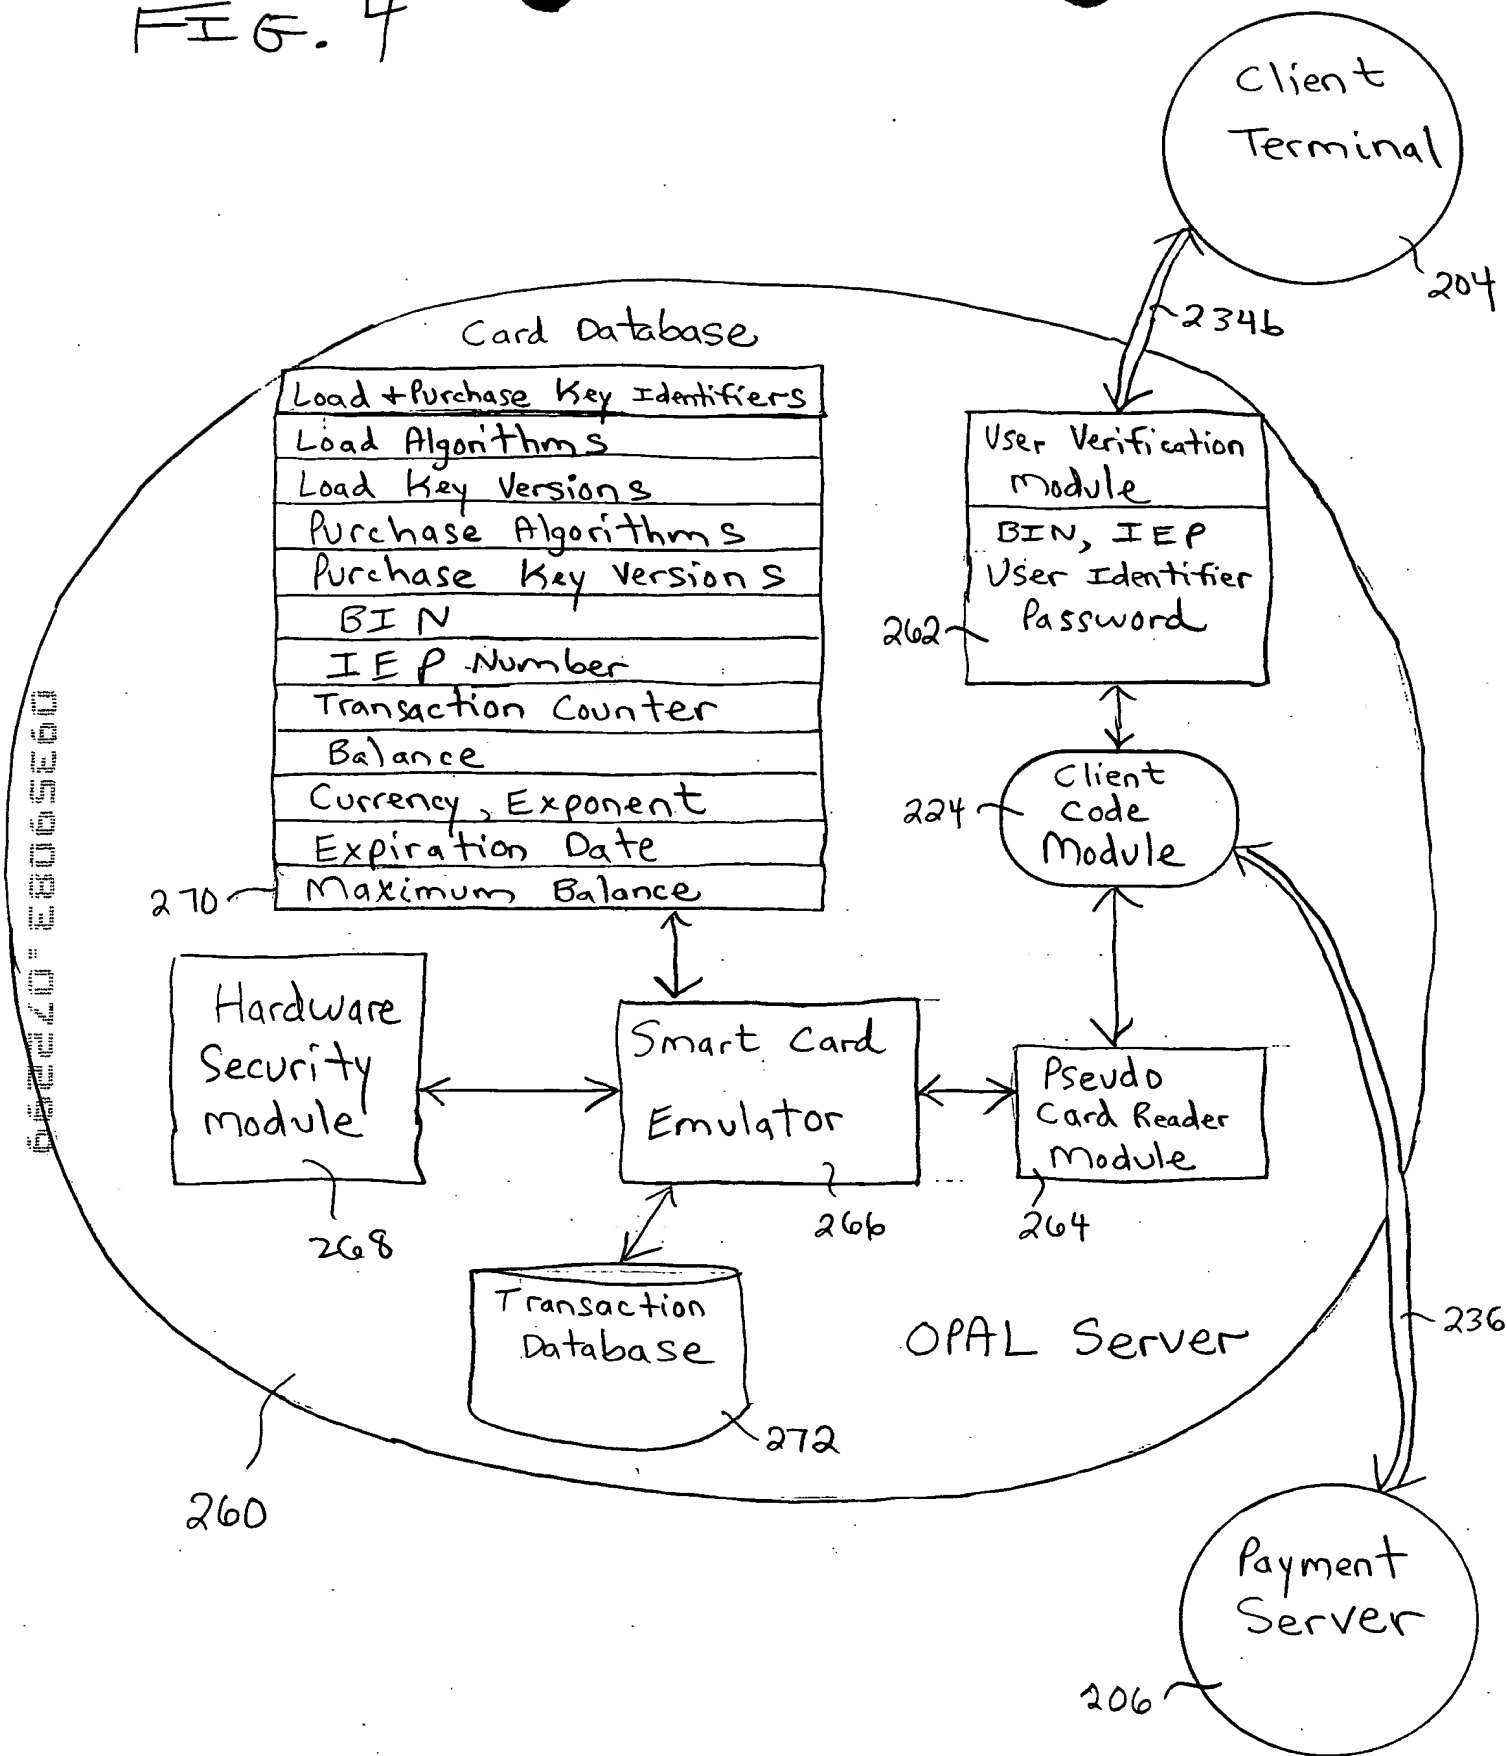 FIG. 4
Client
Terminal
204
234b
Card Database
Load + Purchase Key Identifiers
Load Algorithms
Load Key Versions
Purchase Algorithms
Purchase Key Versions
BIN
IEP Number
Transaction Counter
Balance
Currency, Exponent
Expiration Date
Maximum Balance
270
User Verification
Module
BIN, IEP
User Identifier
Password
262
Client
Code
Module
224
Hardware
Security
Module
268
Smart Card
Emulator
266
Pseudo
Card Reader
Module
264
Transaction
Database
272
OPAL Server
236
260
Payment
Server
206